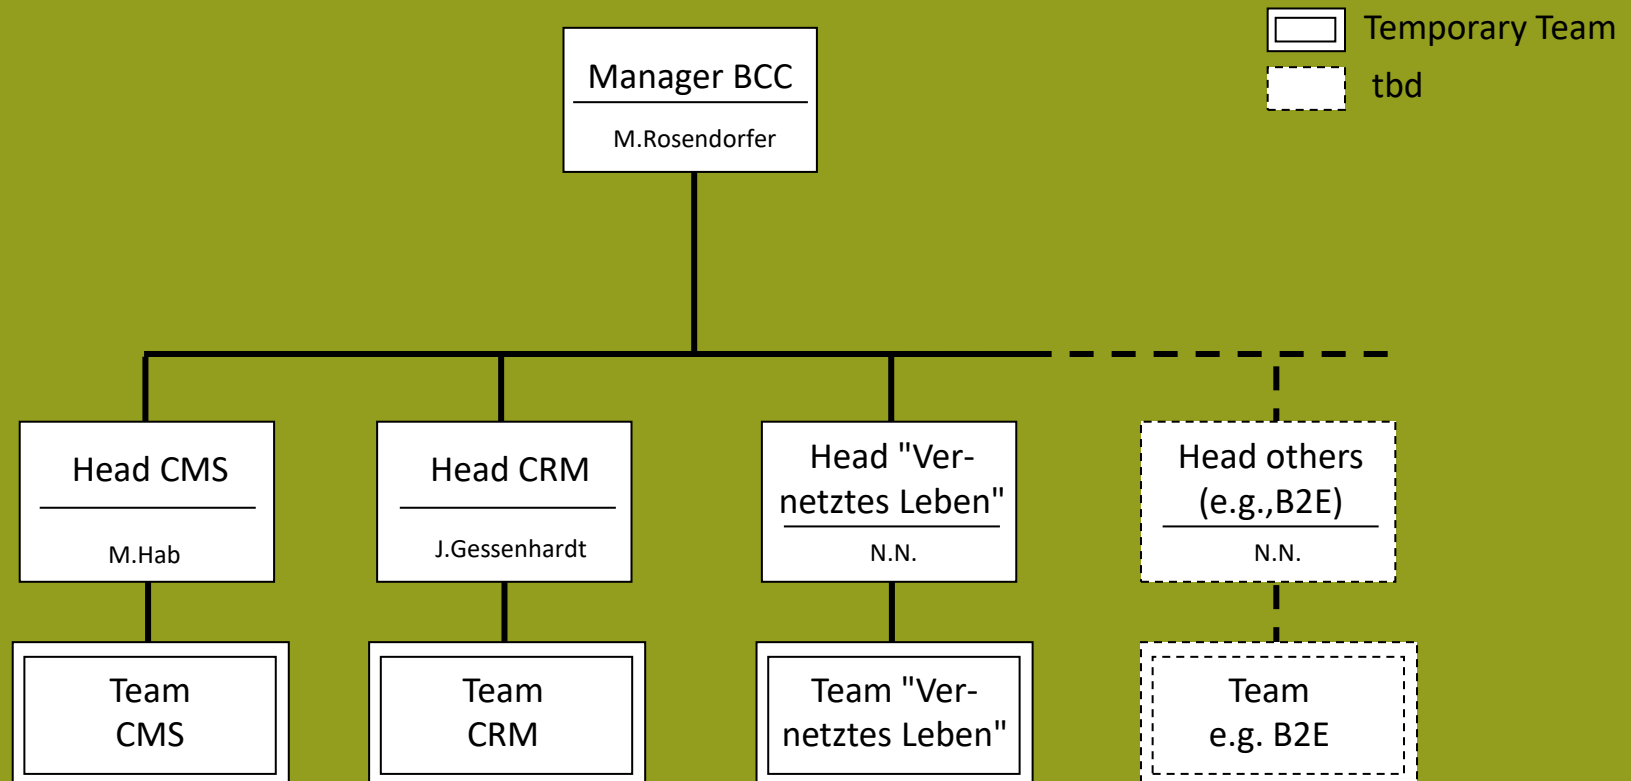 Temporary Team
tbd
Manager BCC
M.Rosendorfer
Head CMS
M.Hab
Head CRM
J.Gessenhardt
Head "Ver-
netztes Leben"
N.N.
Head others
(e.g.,B2E)
N.N.
Team
CMS
Team
CRM
Team "Ver-
netztes Leben"
Team
e.g. B2E